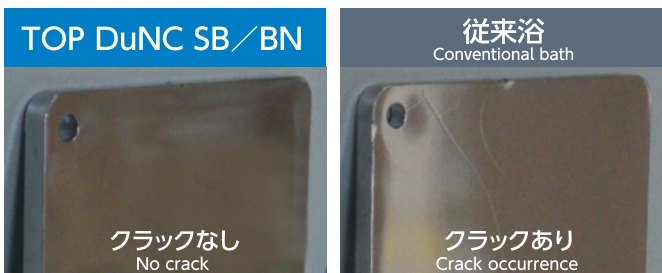 TOP DuNC SB／BN
クラックなし
No crack
従来浴
Conventional bath
クラックあり
Crack occurrence